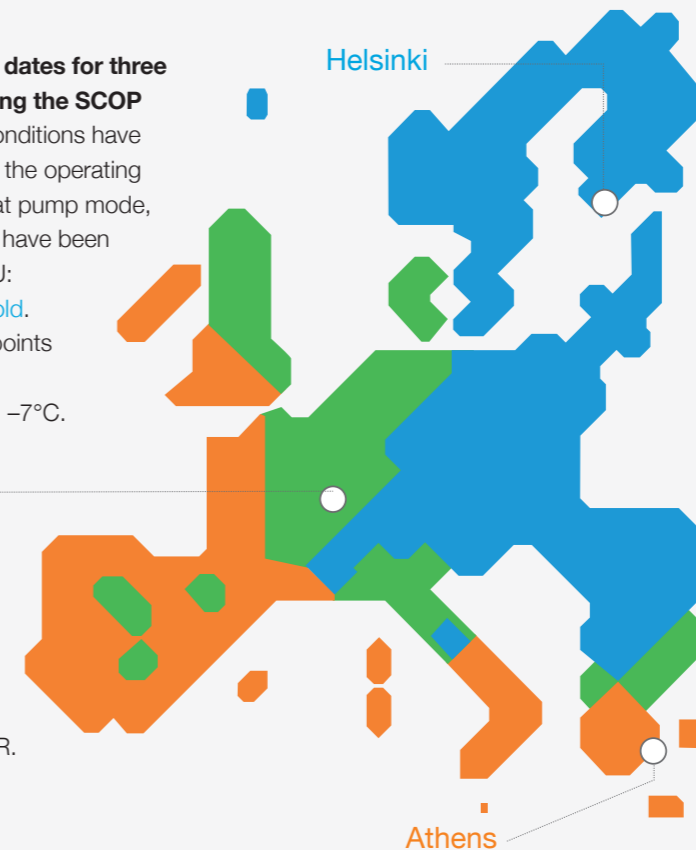 dates for three
ing the SCOP
onditions have
the operating
at pump mode,
have been
J:
old.
points
–7°C.
R.
Helsinki
Athens